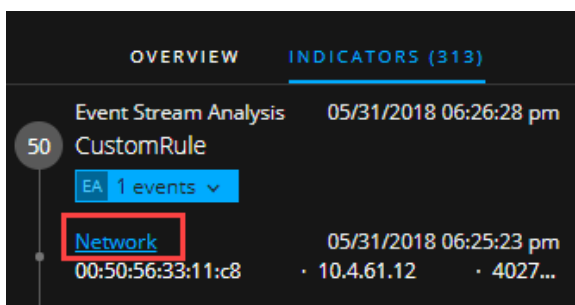 OVERVIEW INDICATORS (313)
Event Stream Analysis 05/31/2018 06:26:28 pm
50 CustomRule
EA 1 events
Network 05/31/2018 06:25:23 pm
00:50:56:33:11:c8 · 10.4.61.12 · 4027...